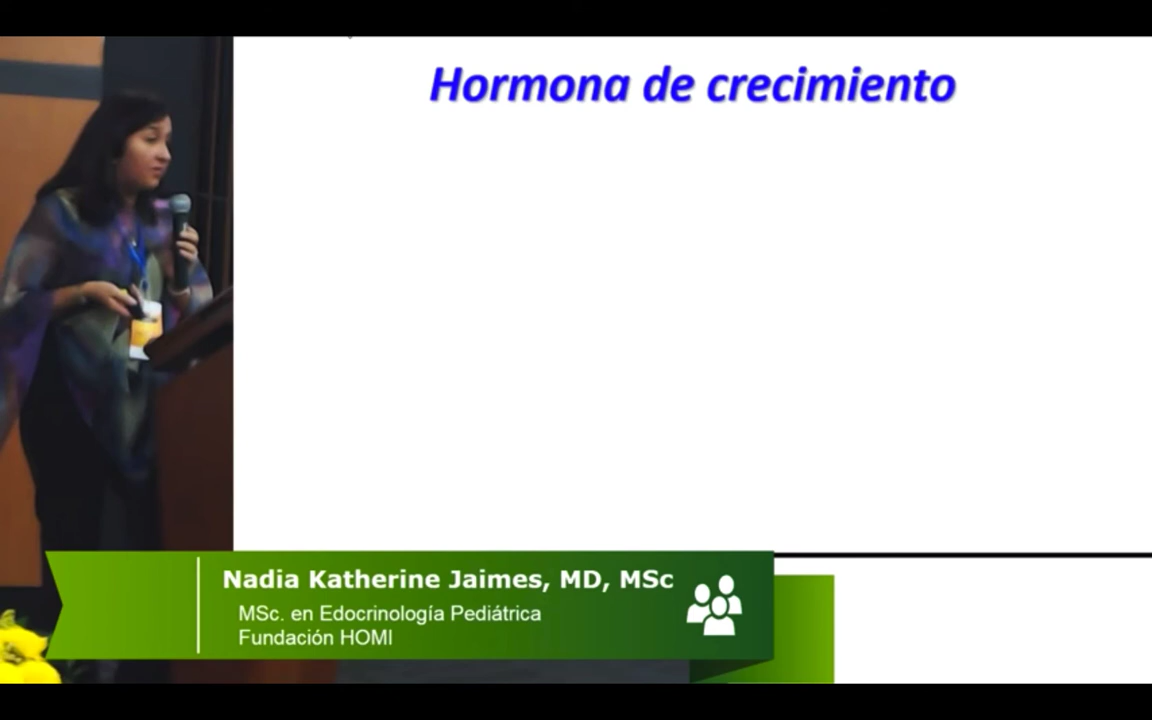 Hormona de crecimiento
Nadia Katherine Jaimes, MD, MSc
MSc. en Edocrinología Pediátrica
Fundación HOMI